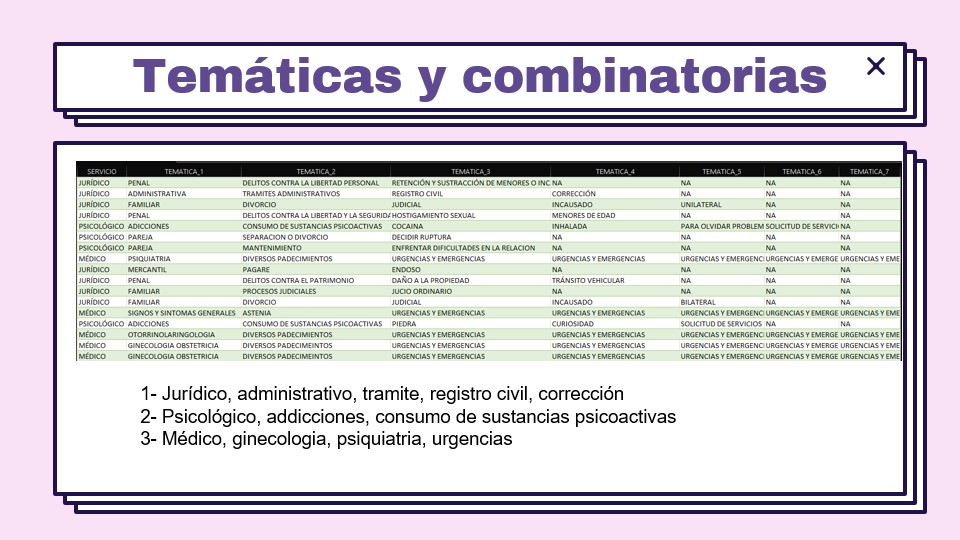 Temáticas y combinatorias
SERVICIO TEMATICA_1 TEMATICA_2 TEMATICA_3 TEMATICA_4 TEMATICA_5 TEMATICA_6 TEMATICA_7
JURÍDICO PENAL DELITOS CONTRA LA LIBERTAD PERSONAL RETENCIÓN Y SUSTRACCIÓN DE MENORES O INC NA NA NA NA
JURÍDICO ADMINISTRATIVA TRAMITES ADMINISTRATIVOS REGISTRO CIVIL CORRECCIÓN NA NA NA
JURÍDICO FAMILIAR DIVORCIO JUDICIAL INCAUSADO UNILATERAL NA NA
JURÍDICO PENAL DELITOS CONTRA LA LIBERTAD Y LA SEGURIDA HOSTIGAMIENTO SEXUAL MENORES DE EDAD NA NA NA
PSICOLÓGICO ADICCIONES CONSUMO DE SUSTANCIAS PSICOACTIVAS COCAINA INHALADA PARA OLVIDAR PROBLEM SOLICITUD DE SERVICI NA
PSICOLÓGICO PAREJA SEPARACION O DIVORCIO DECIDIR RUPTURA NA NA NA NA
PSICOLÓGICO PAREJA MANTENIMIENTO ENFRENTAR DIFICULTADES EN LA RELACION NA NA NA NA
MÉDICO PSIQUIATRIA DIVERSOS PADECIMIENTOS URGENCIAS Y EMERGENCIAS URGENCIAS Y EMERGENCIAS URGENCIAS Y EMERGENC URGENCIAS Y EMERGE URGENCIAS Y EME
JURÍDICO MERCANTIL PAGARE ENDOSO NA NA NA NA
JURÍDICO PENAL DELITOS CONTRA EL PATRIMONIO DAÑO A LA PROPIEDAD TRÁNSITO VEHICULAR NA NA NA
JURÍDICO FAMILIAR PROCESOS JUDICIALES JUCIO ORDINARIO NA NA NA NA
JURÍDICO FAMILIAR DIVORCIO JUDICIAL INCAUSADO BILATERAL NA NA
MÉDICO SIGNOS Y SINTOMAS GENERALES ASTENIA URGENCIAS Y EMERGENCIAS URGENCIAS Y EMERGENCIAS URGENCIAS Y EMERGENC URGENCIAS Y EMERGE URGENCIAS Y EME
PSICOLÓGICO ADICCIONES CONSUMO DE SUSTANCIAS PSICOACTIVAS PIEDRA CURIOSIDAD SOLICITUD DE SERVICIOS NA NA
MÉDICO OTORRINOLARINGOLOGIA DIVERSOS PADECIMIENTOS URGENCIAS Y EMERGENCIAS URGENCIAS Y EMERGENCIAS URGENCIAS Y EMERGENC URGENCIAS Y EMERGE URGENCIAS Y EME
MÉDICO GINECOLOGIA OBSTETRICIA DIVERSOS PADECEMEINTOS URGENCIAS Y EMERGENCIAS URGENCIAS Y EMERGENCIAS URGENCIAS Y EMERGENC URGENCIAS Y EMERGE URGENCIAS Y EME
MÉDICO GINECOLOGIA OBSTETRICIA DIVERSOS PADECEMEINTOS URGENCIAS Y EMERGENCIAS URGENCIAS Y EMERGENCIAS URGENCIAS Y EMERGENC URGENCIAS Y EMERGE URGENCIAS Y EME
1- Jurídico, administrativo, tramite, registro civil, corrección
2- Psicológico, addicciones, consumo de sustancias psicoactivas
3- Médico, ginecologia, psiquiatria, urgencias